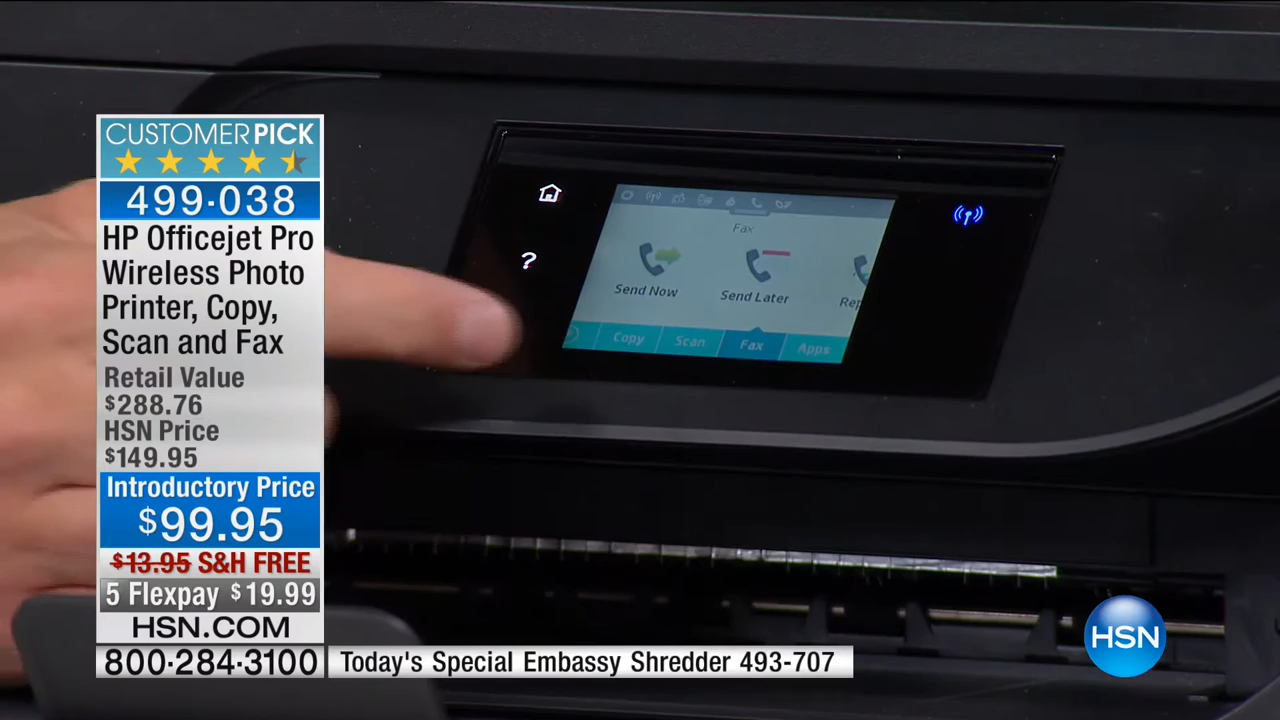 CUSTOMER PICK
499-038
HP Officejet Pro
Wireless Photo
Printer, Copy,
Scan and Fax
Retail Value
$288.76
HSN Price
$149.95
Introductory Price
$99.95
$13.95 S&H FREE
5 Flexpay $19.99
HSN.COM
800-284-3100
Today's Special Embassy Shredder 493-707
?
Fax
Send Now
Send Later
Rep
Copy
Scan
Fax
Apps
HSN